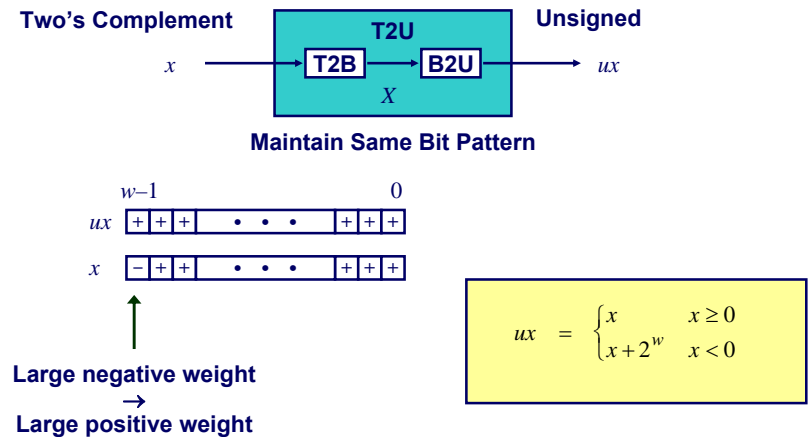 Two's Complement
T2U
Unsigned
x
T2B
B2U
ux
X
Maintain Same Bit Pattern
w–1 0
ux + + + • • • + + +
x – + + • • • + + +
Large negative weight
→
Large positive weight
ux = { x x ≥ 0
x + 2^w x < 0